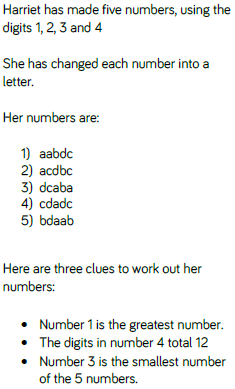 Harriet has made five numbers, using the
digits 1, 2, 3 and 4
She has changed each number into a
letter.
Her numbers are:
1) aabdc
2) acdbc
3) dcaba
4) cdadc
5) bdaab
Here are three clues to work out her
numbers:
• Number 1 is the greatest number.
• The digits in number 4 total 12
• Number 3 is the smallest number
of the 5 numbers.